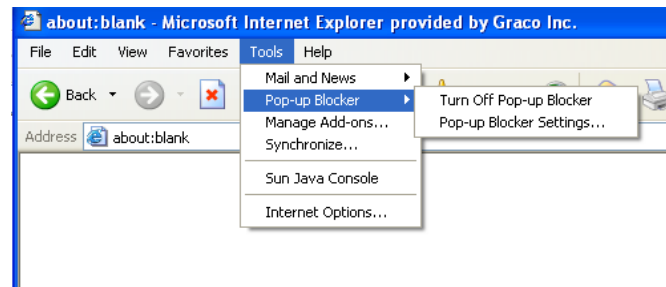 about:blank - Microsoft Internet Explorer provided by Graco Inc.
File Edit View Favorites Tools Help
Back
Mail and News
Pop-up Blocker
Turn Off Pop-up Blocker
Pop-up Blocker Settings...
Manage Add-ons...
Synchronize...
Sun Java Console
Internet Options...
Address about:blank